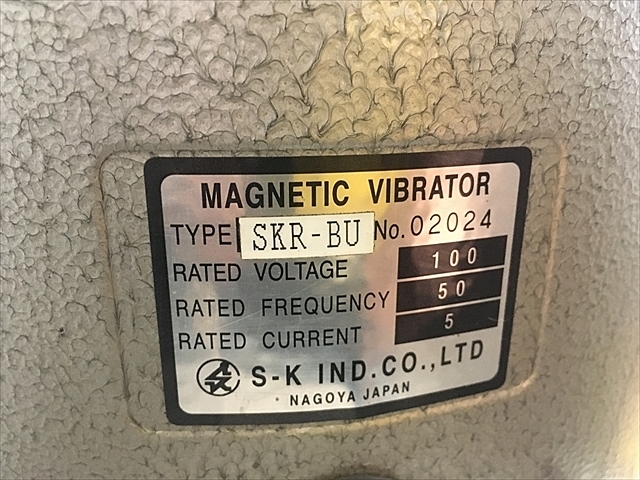 MAGNETIC VIBRATOR
TYPE SKR-BU No. 02024
RATED VOLTAGE 100
RATED FREQUENCY 50
RATED CURRENT 5
S-K IND.CO.,LTD
NAGOYA JAPAN